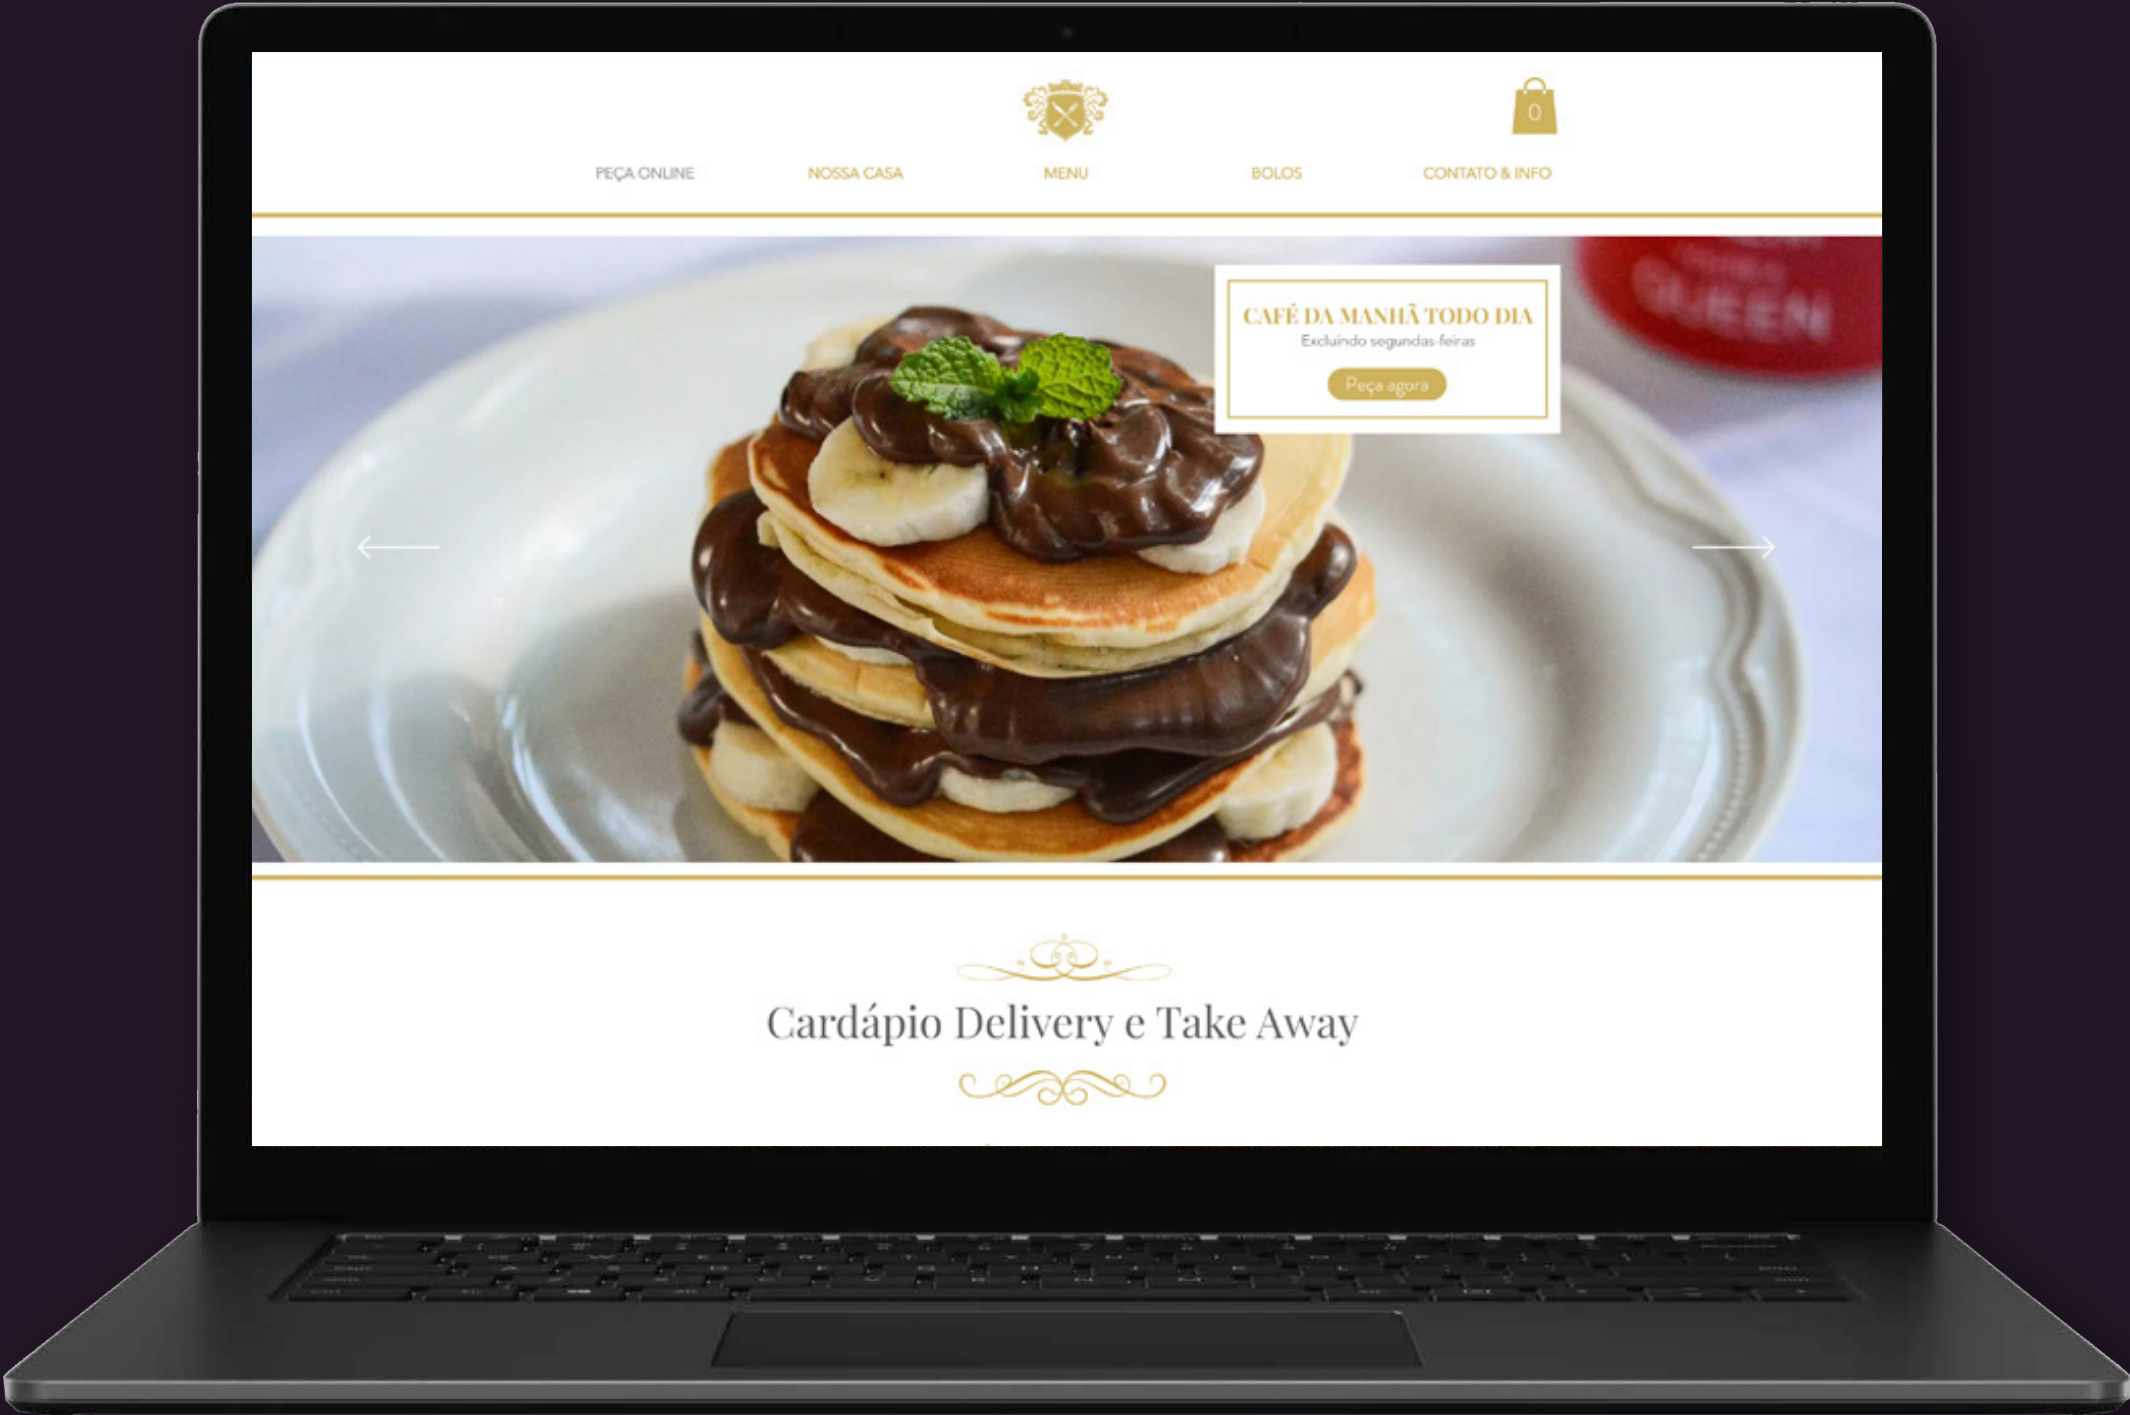 0
PEÇA ONLINE
NOSSA CASA
MENU
BOLOS
CONTATO & INFO
QUEEN
CAFÉ DA MANHÃ TODO DIA
Excluindo segundas-feiras
Peça agora
Cardápio Delivery e Take Away